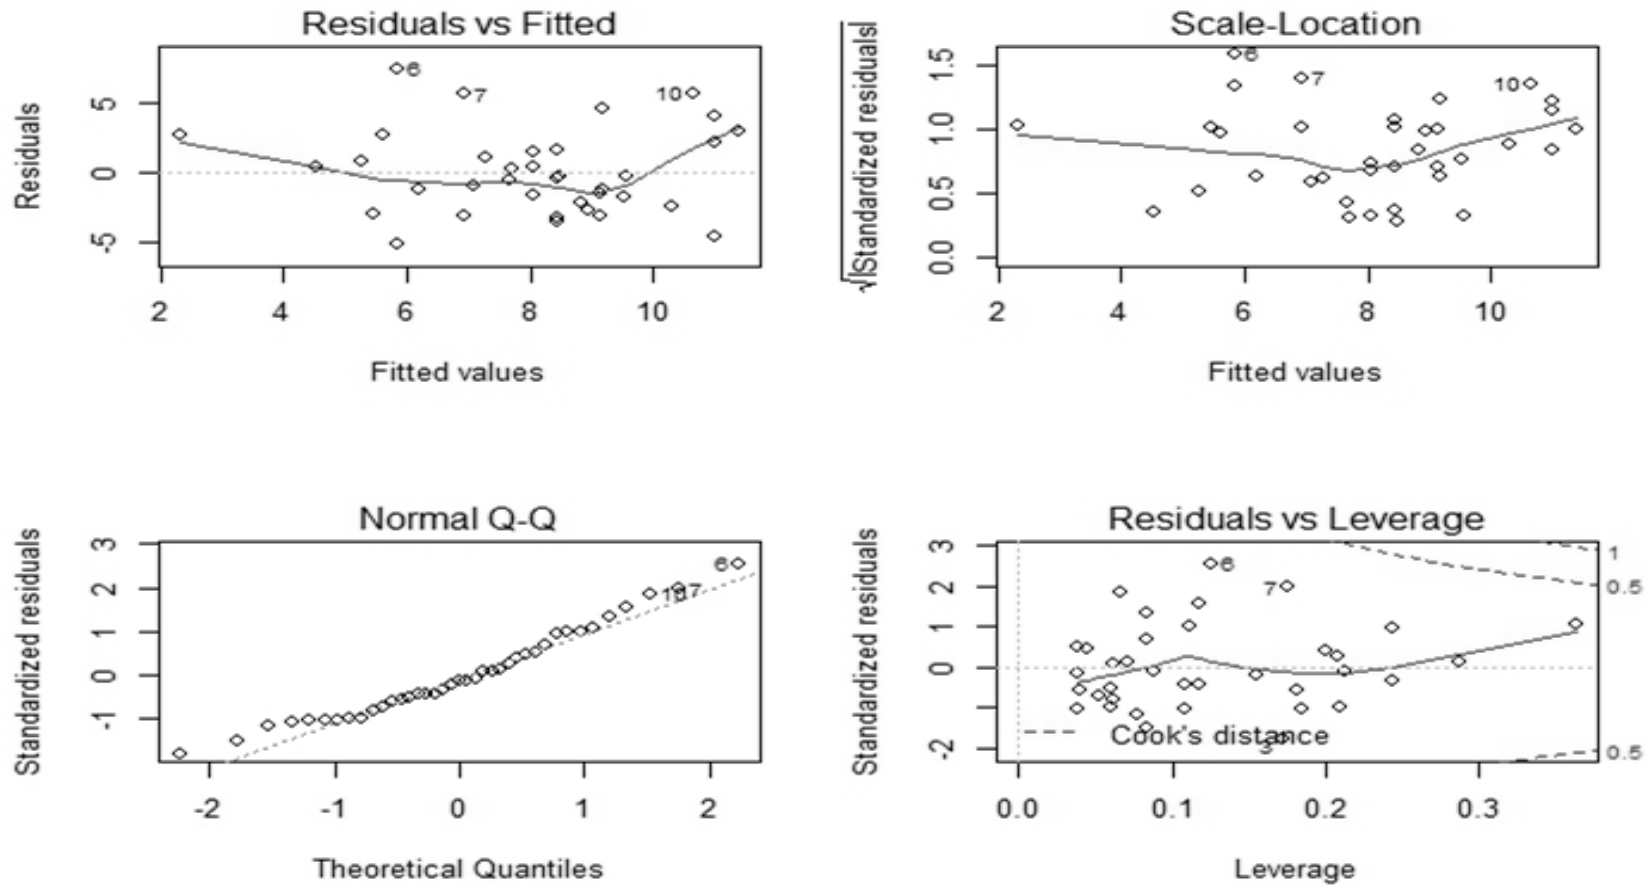 Residuals vs Fitted
Residuals
5
0
-5
6
7
10
2 4 6 8 10
Fitted values
Scale-Location
√|Standardized residuals|
1.5
1.0
0.5
0.0
6
7
10
2 4 6 8 10
Fitted values
Normal Q-Q
Standardized residuals
3
2
1
0
-1
6
10 7
-2 -1 0 1 2
Theoretical Quantiles
Residuals vs Leverage
Standardized residuals
3
2
1
0
-2
6
7
3
1
0.5
0.5
Cook's distance
0.0 0.1 0.2 0.3
Leverage